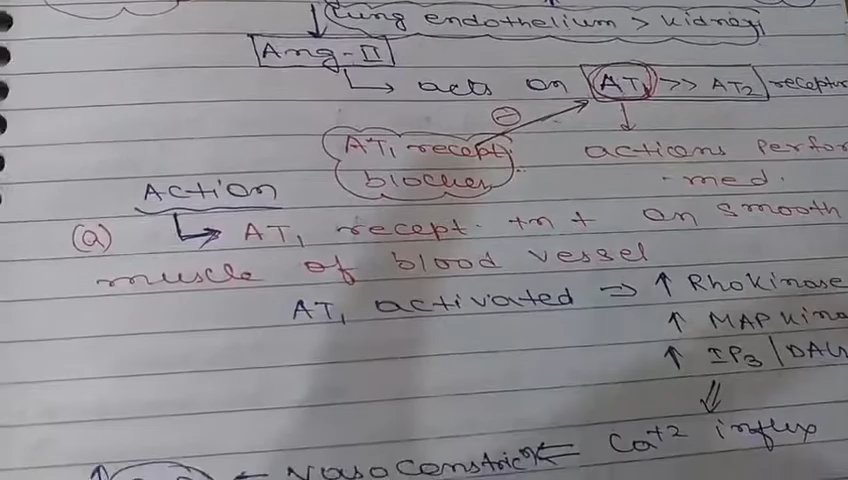 Lung endothelium > kidney
Ang-II
acts on AT1 >> AT2 receptor
⊖
AT1 recept. actions perfor
blocker -med.
Action
(a) AT1 recept. +n+ on smooth
muscle of blood vessel
AT1 activated ⇒ ↑ Rhokinase
↑ MAP kina
↑ IP3/DAG
⇓
Vasoconstricn ⇐ Ca+2 influx